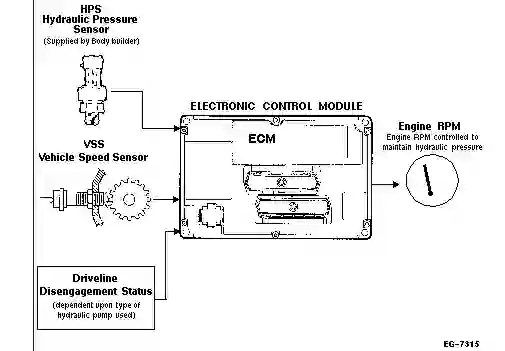 HPS
Hydraulic Pressure
Sensor
(Supplied by Body builder)
VSS
Vehicle Speed Sensor
Driveline
Disengagement Status
(dependent upon type of
hydraulic pump used)
ELECTRONIC CONTROL MODULE
ECM
Engine RPM
Engine RPM controlled to
maintain hydraulic pressure
EG-7315